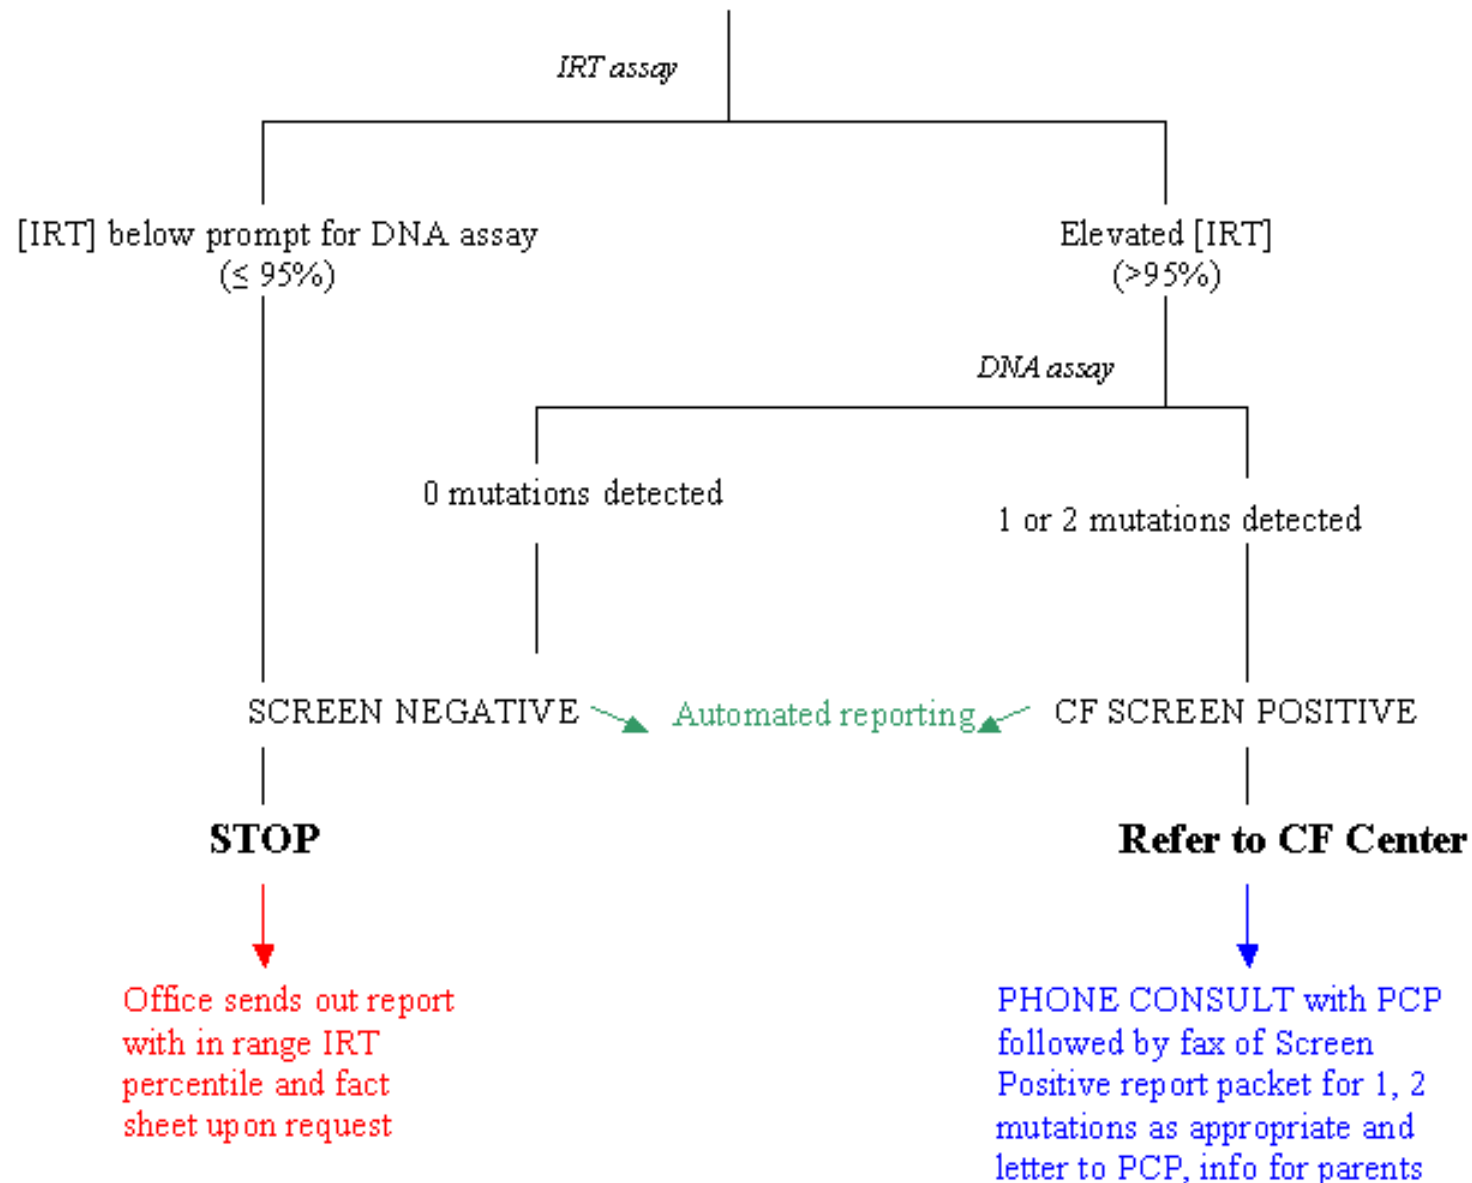 IRT assay
[IRT] below prompt for DNA assay
(≤ 95%)
Elevated [IRT]
(>95%)
DNA assay
0 mutations detected
1 or 2 mutations detected
SCREEN NEGATIVE
Automated reporting
CF SCREEN POSITIVE
STOP
Refer to CF Center
Office sends out report
with in range IRT
percentile and fact
sheet upon request
PHONE CONSULT with PCP
followed by fax of Screen
Positive report packet for 1, 2
mutations as appropriate and
letter to PCP, info for parents